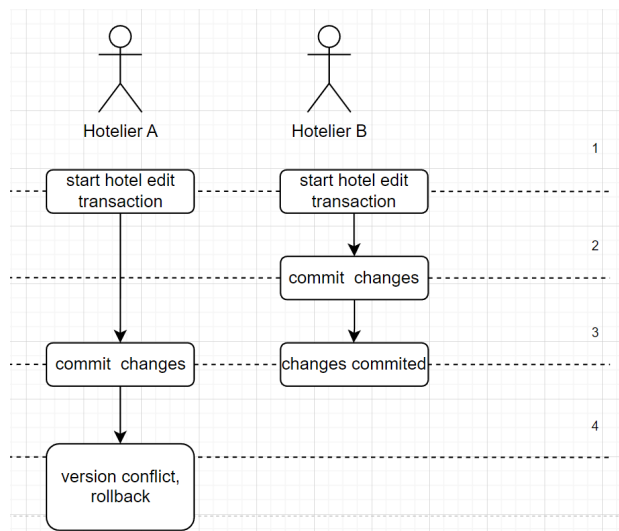 Hotelier A
Hotelier B
1
start hotel edit
transaction
start hotel edit
transaction
2
commit changes
3
commit changes
changes commited
4
version conflict,
rollback